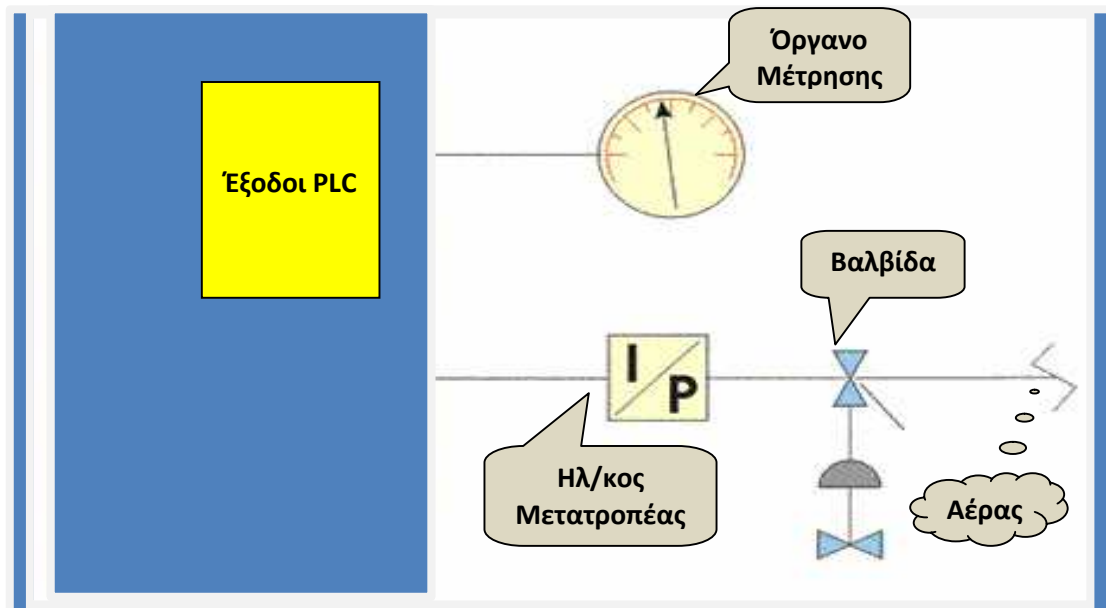 Όργανο
Μέτρησης
Έξοδοι PLC
Βαλβίδα
I
P
Ηλ/κος
Μετατροπέας
Αέρας